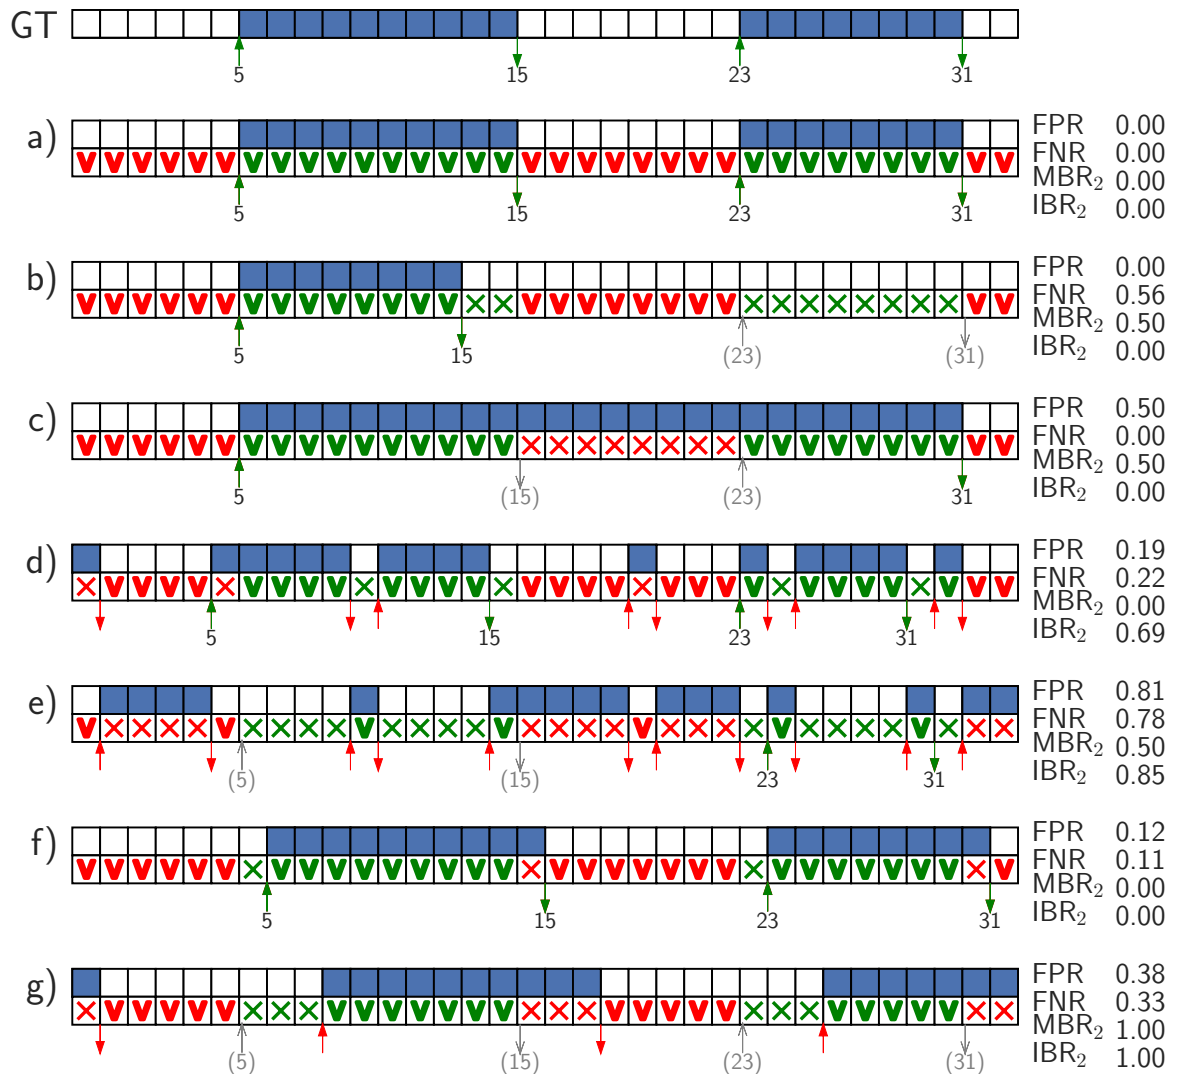 GT
5 15 23 31
a)
V V V V V V V V V V V V V V V V V V V V V V V V V V V V V V V V V V
FPR 0.00
FNR 0.00
MBR2 0.00
IBR2 0.00
5 15 23 31
b)
V V V V V V V V V V V V V V × × V V V V V V V V × × × × × × × × V V
FPR 0.00
FNR 0.56
MBR2 0.50
IBR2 0.00
5 15 (23) (31)
c)
V V V V V V V V V V V V V V V V × × × × × × × × V V V V V V V V V V
FPR 0.50
FNR 0.00
MBR2 0.50
IBR2 0.00
5 (15) (23) 31
d)
× V V V V × V V V V × V V V V × V V V V × V V V V × V V V V × V V V
FPR 0.19
FNR 0.22
MBR2 0.00
IBR2 0.69
5 15 23 31
e)
V × × × × V × × × × V × × × × V × × × × V × × × × V × × × × V × × ×
FPR 0.81
FNR 0.78
MBR2 0.50
IBR2 0.85
(5) (15) 23 31
f)
V V V V V V × V V V V V V V V V × V V V V V V V × V V V V V V V × V
FPR 0.12
FNR 0.11
MBR2 0.00
IBR2 0.00
5 15 23 31
g)
× V V V V V × × × V V V V V V V × × × V V V V V × × × V V V V V × ×
FPR 0.38
FNR 0.33
MBR2 1.00
IBR2 1.00
(5) (15) (23) (31)